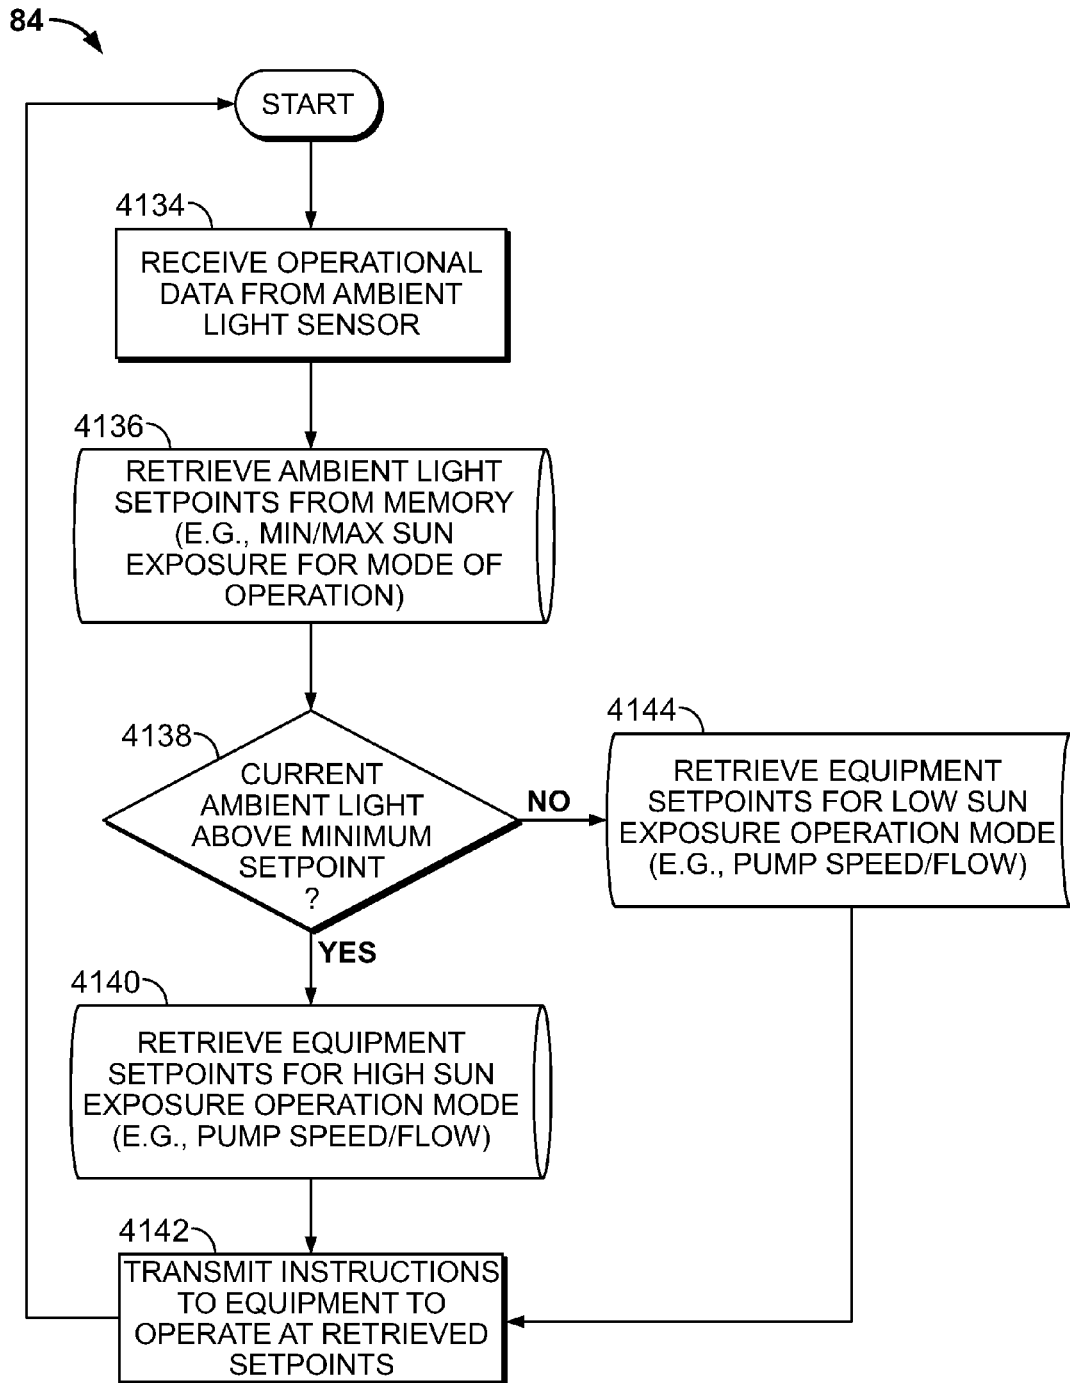 84
START
4134
RECEIVE OPERATIONAL
DATA FROM AMBIENT
LIGHT SENSOR
4136
RETRIEVE AMBIENT LIGHT
SETPOINTS FROM MEMORY
(E.G., MIN/MAX SUN
EXPOSURE FOR MODE OF
OPERATION)
4138
CURRENT
AMBIENT LIGHT
ABOVE MINIMUM
SETPOINT
?
NO
4144
RETRIEVE EQUIPMENT
SETPOINTS FOR LOW SUN
EXPOSURE OPERATION MODE
(E.G., PUMP SPEED/FLOW)
YES
4140
RETRIEVE EQUIPMENT
SETPOINTS FOR HIGH SUN
EXPOSURE OPERATION MODE
(E.G., PUMP SPEED/FLOW)
4142
TRANSMIT INSTRUCTIONS
TO EQUIPMENT TO
OPERATE AT RETRIEVED
SETPOINTS